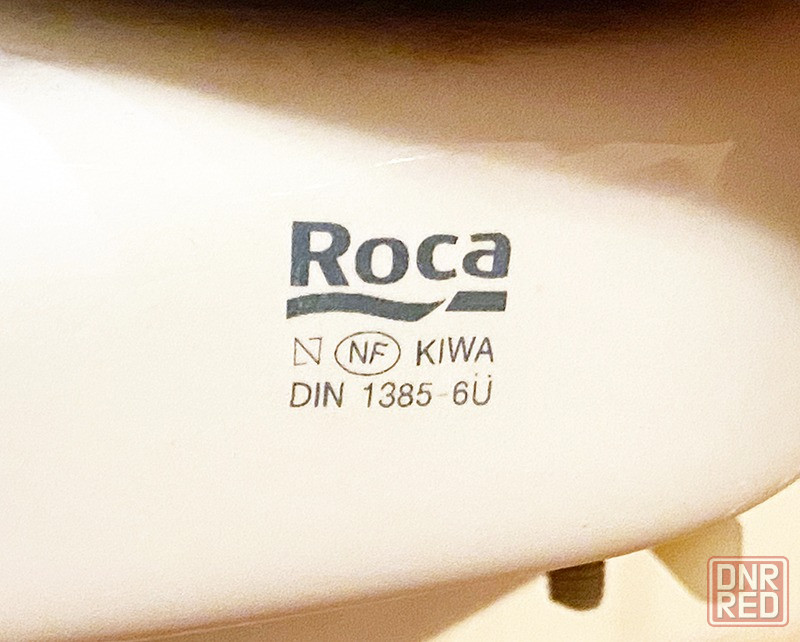 Roca
N NF KIWA
DIN 1385-6Ü
DNR
RED